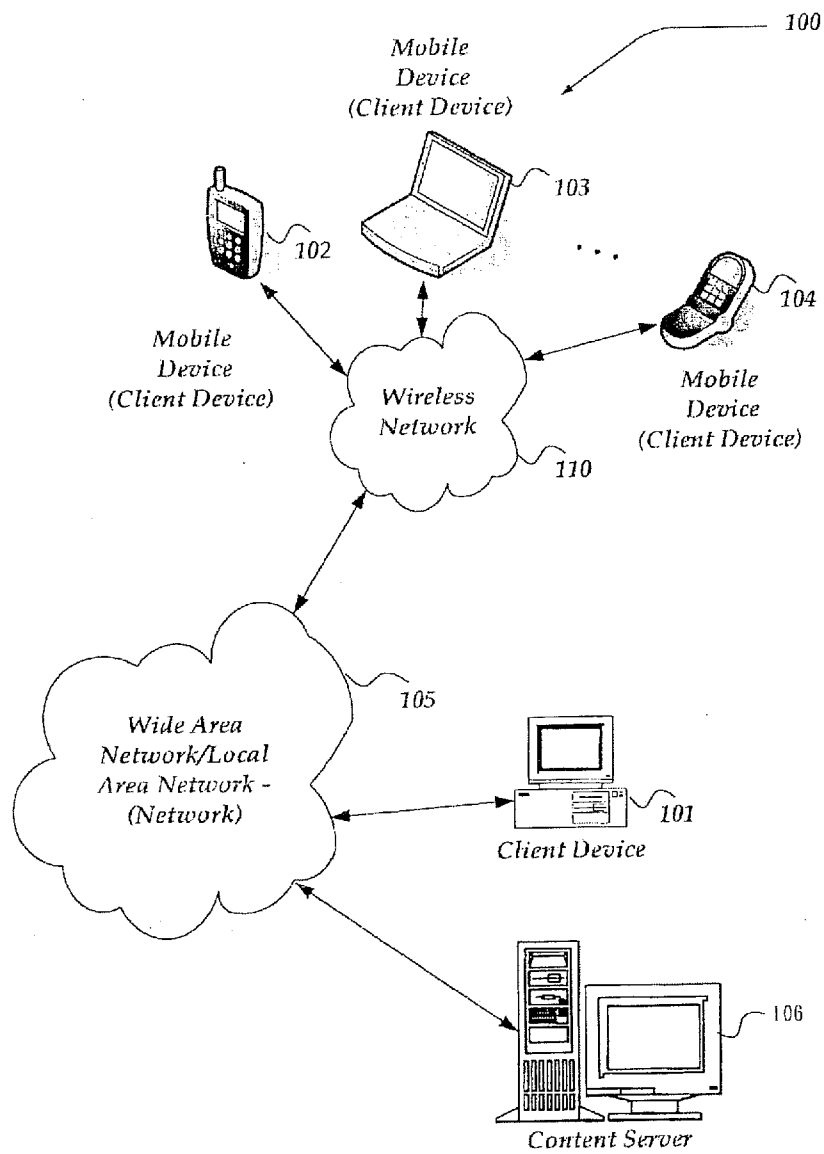 100
Mobile
Device
(Client Device)
103
102
104
Mobile
Device
(Client Device)
Mobile
Device
(Client Device)
Wireless
Network
110
105
Wide Area
Network/Local
Area Network -
(Network)
101
Client Device
106
Content Server